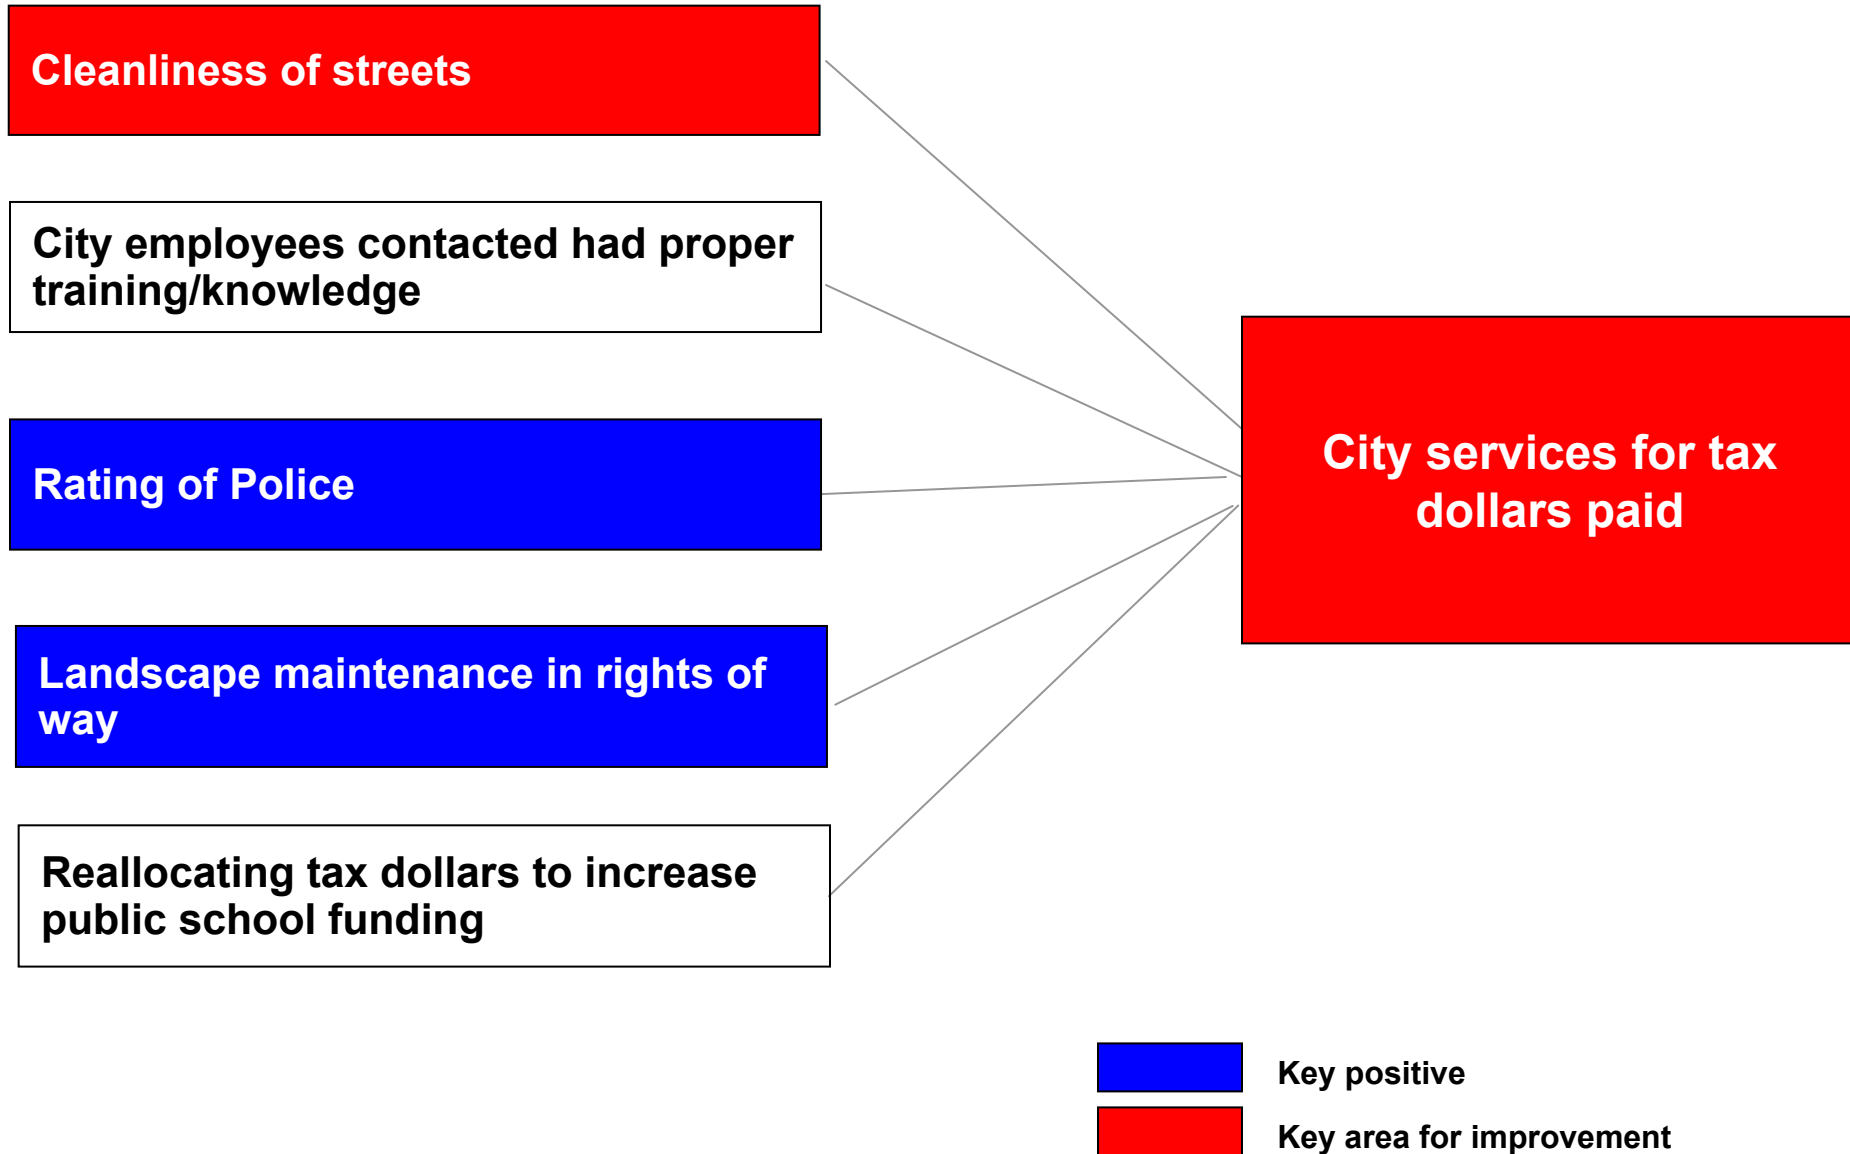 Cleanliness of streets
City employees contacted had proper
training/knowledge
Rating of Police
City services for tax
dollars paid
Landscape maintenance in rights of
way
Reallocating tax dollars to increase
public school funding
Key positive
Key area for improvement